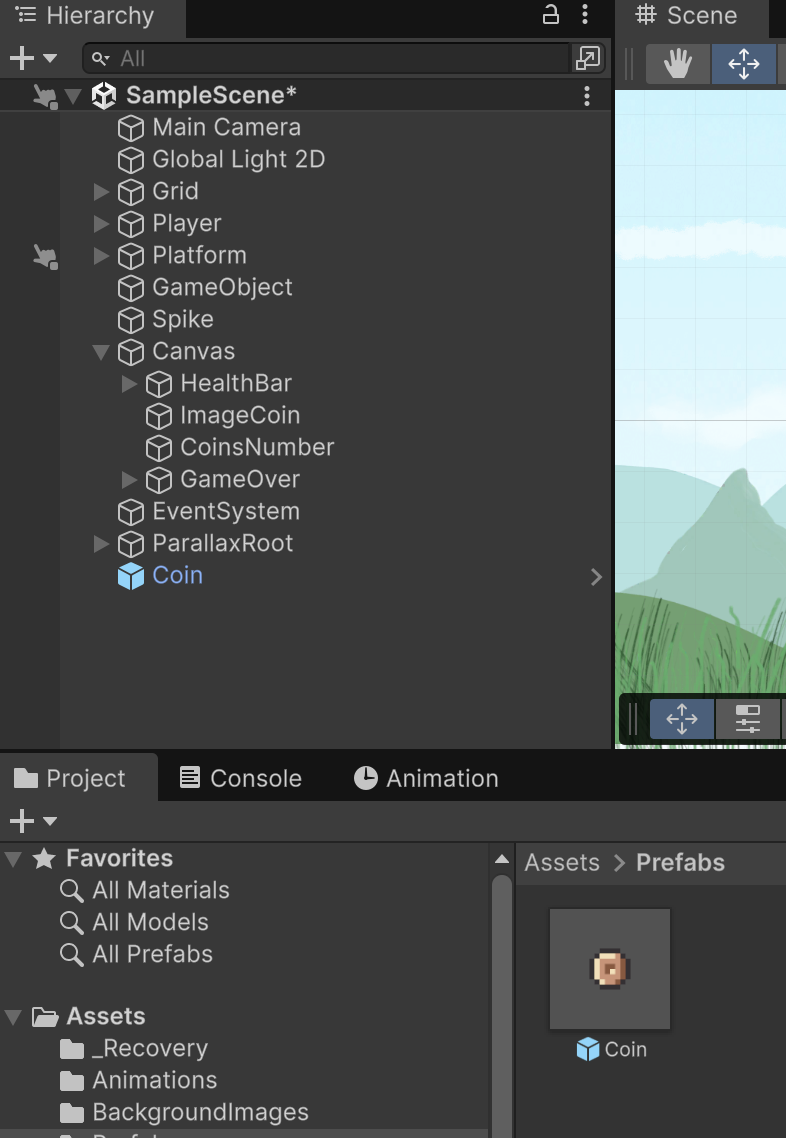 Hierarchy
Scene
All
SampleScene*
Main Camera
Global Light 2D
Grid
Player
Platform
GameObject
Spike
Canvas
HealthBar
ImageCoin
CoinsNumber
GameOver
EventSystem
ParallaxRoot
Coin
Project
Console
Animation
Favorites
All Materials
All Models
All Prefabs
Assets
_Recovery
Animations
BackgroundImages
Assets > Prefabs
Coin